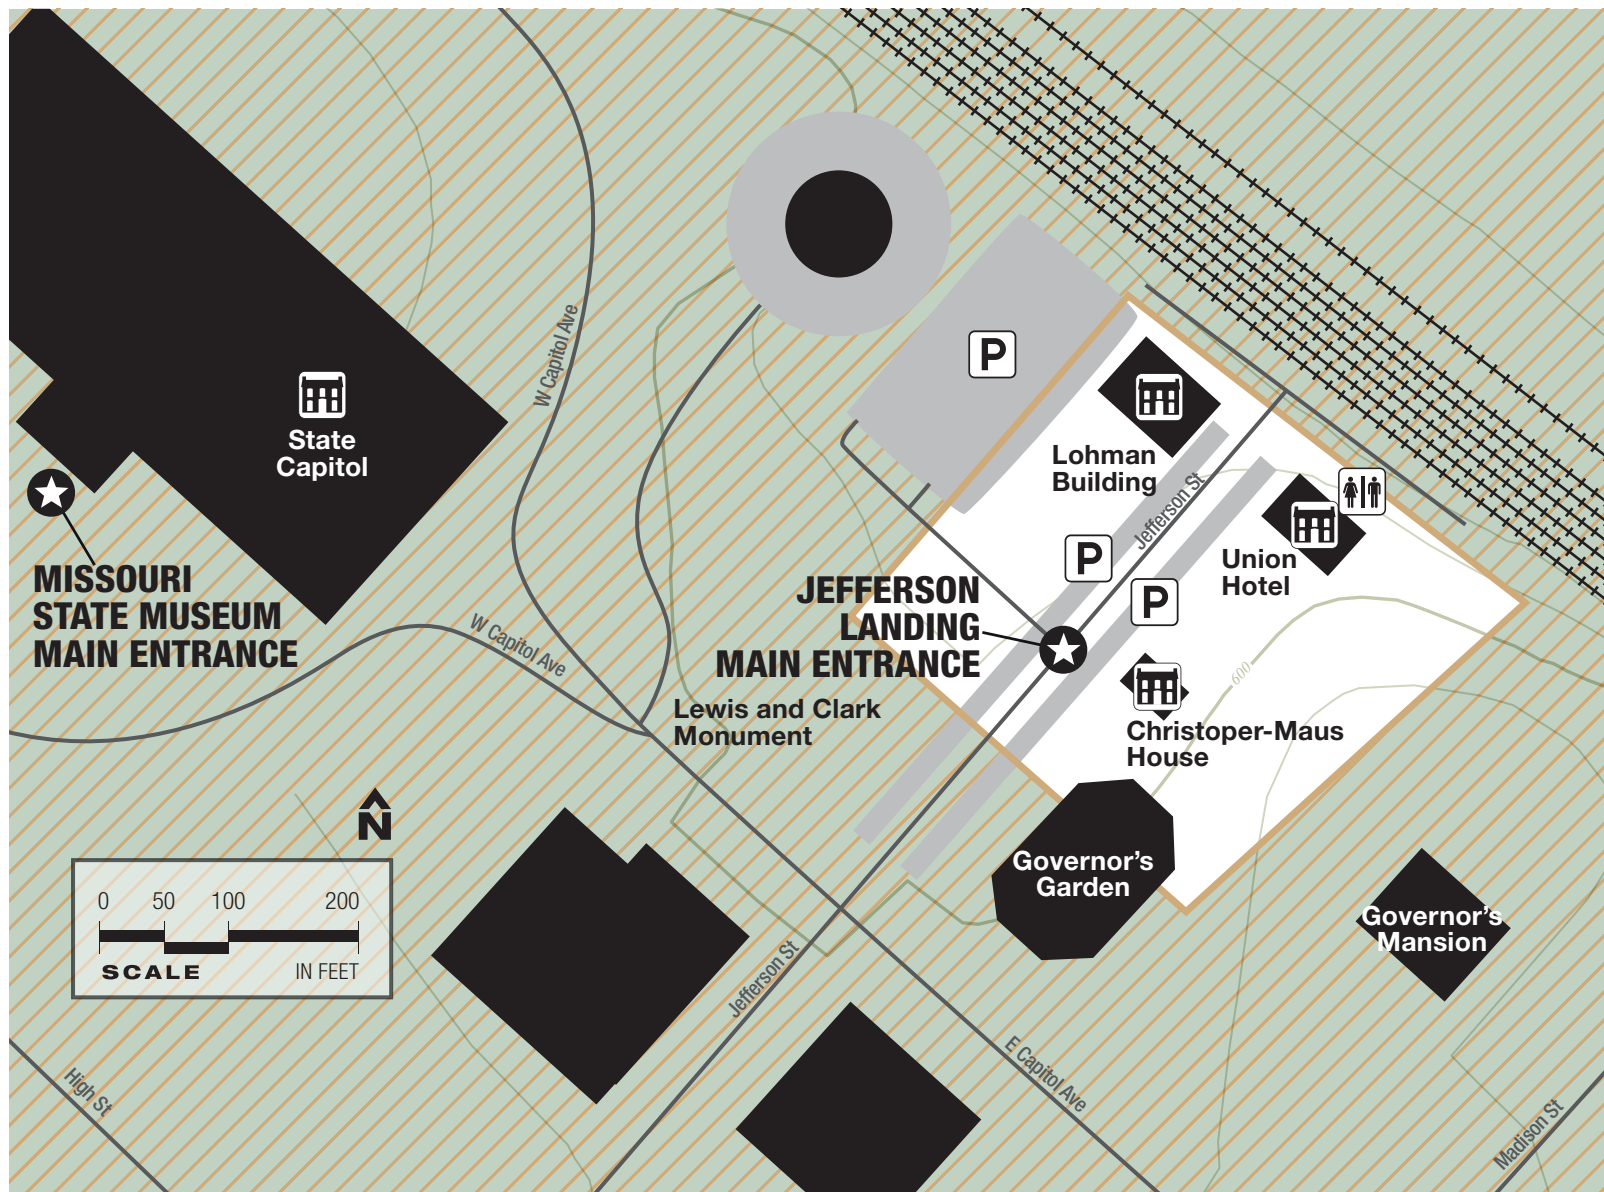 W Capitol Ave
P
State
Capitol
Lohman
Building
Jefferson St
P
Union
Hotel
P
MISSOURI
STATE MUSEUM
MAIN ENTRANCE
JEFFERSON
LANDING
MAIN ENTRANCE
W Capitol Ave
600
Lewis and Clark
Monument
Christoper-Maus
House
N
Governor's
Garden
Governor's
Mansion
0 50 100 200
SCALE IN FEET
Jefferson St
E Capitol Ave
High St
Madison St